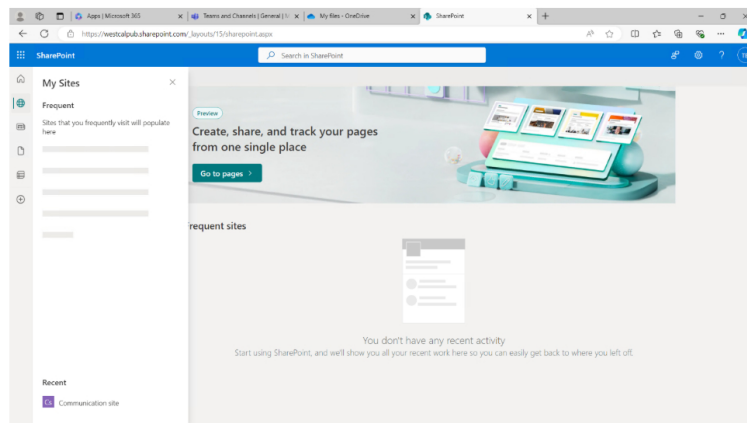 Apps | Microsoft 365
Teams and Channels | General | M
My files - OneDrive
SharePoint
https://westcalpub.sharepoint.com/_layouts/15/sharepoint.aspx
SharePoint
Search in SharePoint
My Sites
Frequent
Sites that you frequently visit will populate
here
Recent
Communication site
Preview
Create, share, and track your pages
from one single place
Go to pages
requent sites
You don't have any recent activity
Start using SharePoint, and we'll show you all your recent work here so you can easily get back to where you left off.